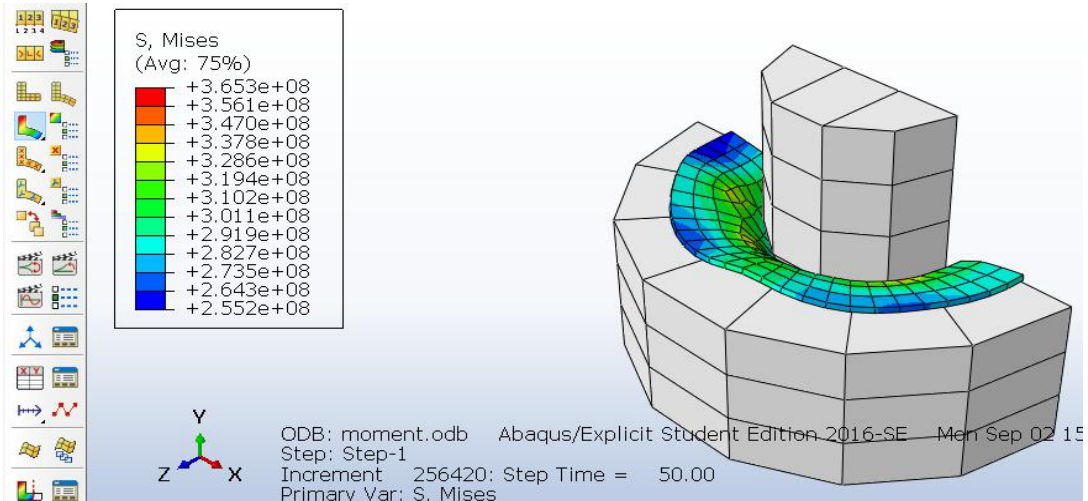 S, Mises
(Avg: 75%)
+3.653e+08
+3.561e+08
+3.470e+08
+3.378e+08
+3.286e+08
+3.194e+08
+3.102e+08
+3.011e+08
+2.919e+08
+2.827e+08
+2.735e+08
+2.643e+08
+2.552e+08
Y
Z X
ODB: moment.odb Abaqus/Explicit Student Edition 2016-SE Mon Sep 02 15
Step: Step-1
Increment 256420: Step Time = 50.00
Primary Var: S, Mises